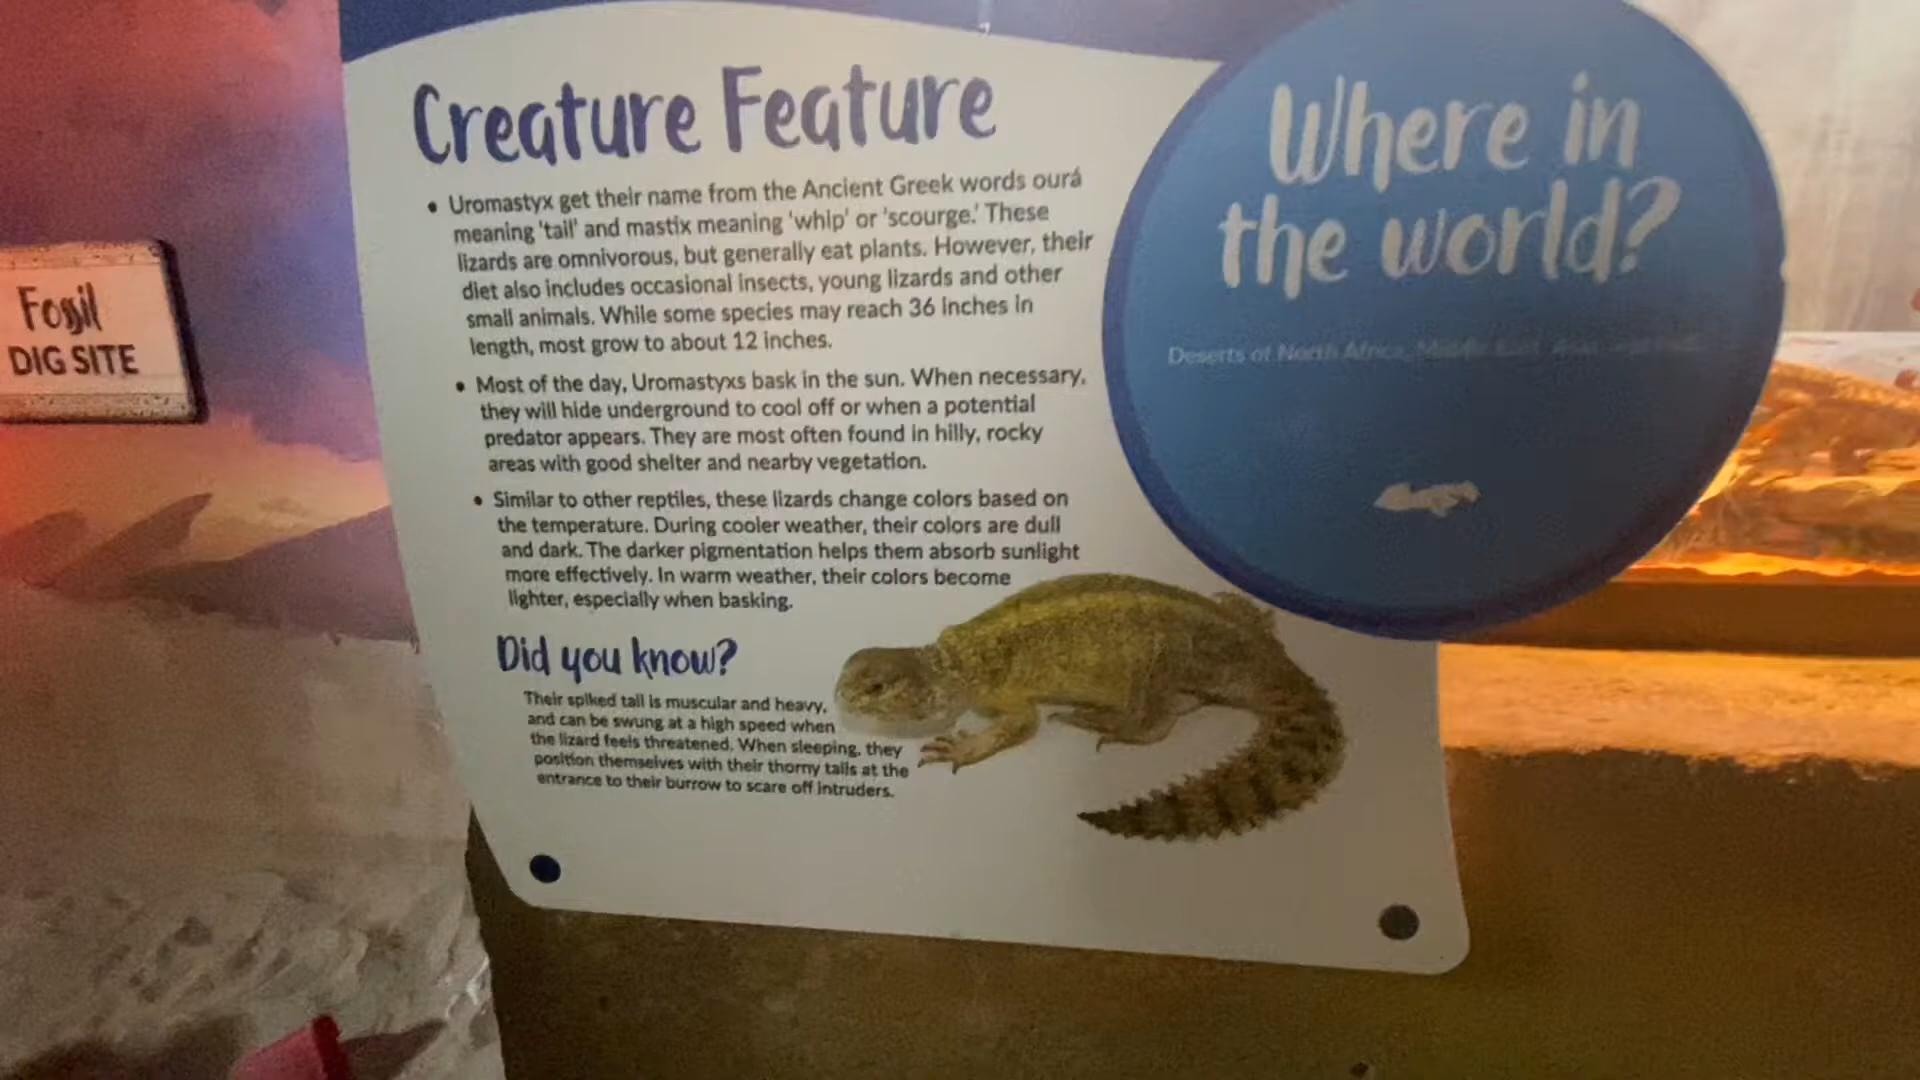 Fossil
DIG SITE
Creature Feature
• Uromastyx get their name from the Ancient Greek words ourá
meaning 'tail' and mastix meaning 'whip' or 'scourge.' These
lizards are omnivorous, but generally eat plants. However, their
diet also includes occasional insects, young lizards and other
small animals. While some species may reach 36 inches in
length, most grow to about 12 inches.
• Most of the day, Uromastyxs bask in the sun. When necessary,
they will hide underground to cool off or when a potential
predator appears. They are most often found in hilly, rocky
areas with good shelter and nearby vegetation.
• Similar to other reptiles, these lizards change colors based on
the temperature. During cooler weather, their colors are dull
and dark. The darker pigmentation helps them absorb sunlight
more effectively. In warm weather, their colors become
lighter, especially when basking.
Did you know?
Their spiked tail is muscular and heavy,
and can be swung at a high speed when
the lizard feels threatened. When sleeping, they
position themselves with their thorny tails at the
entrance to their burrow to scare off intruders.
Where in
the world?
Deserts of North Africa, Middle East,